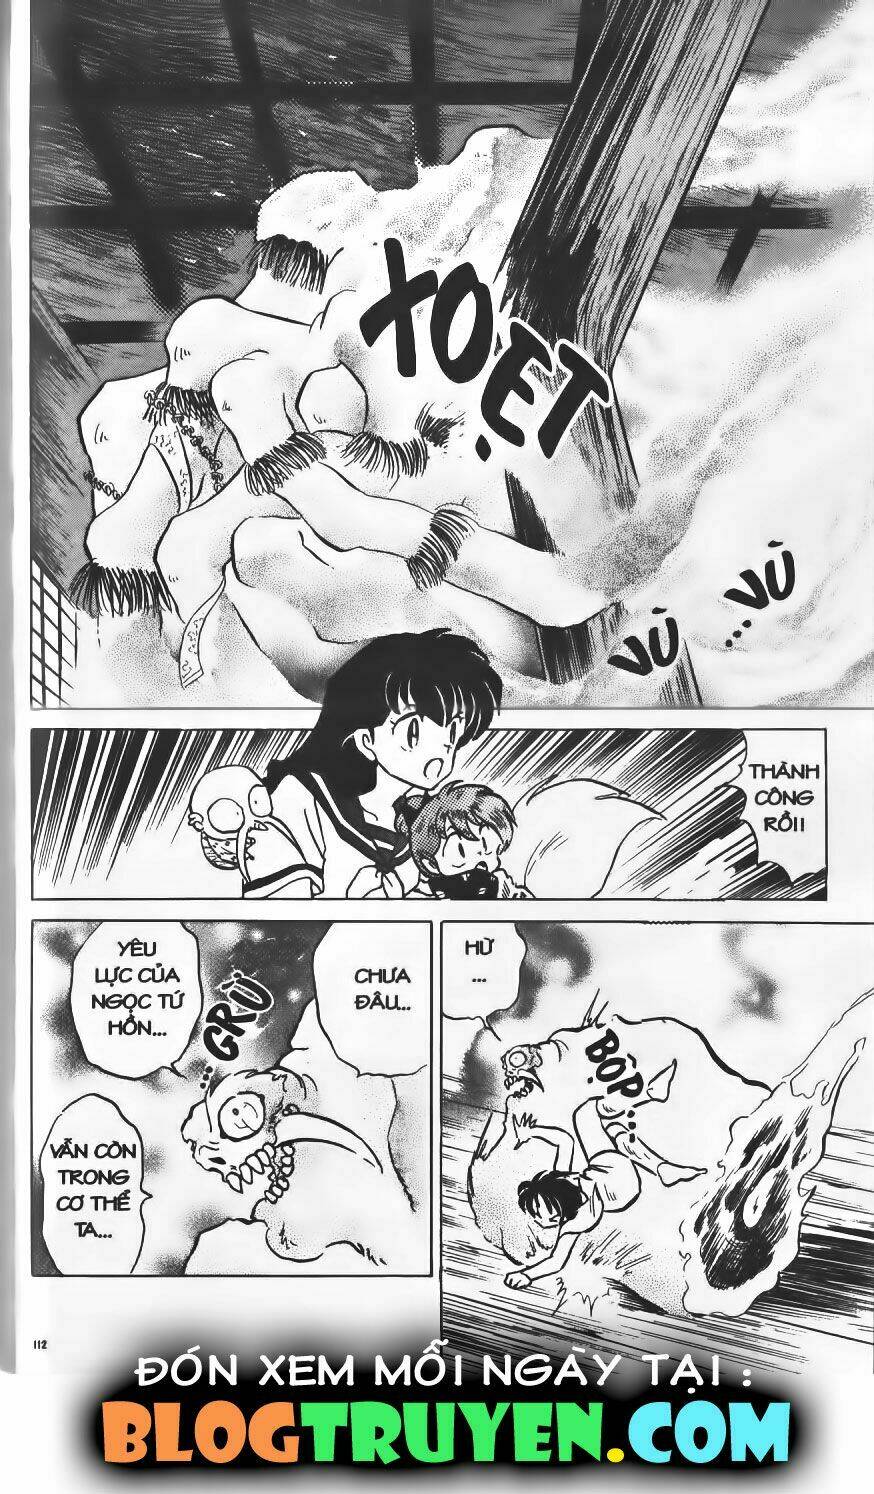 XOẸT
VÙ
...VÙ
THÀNH
CÔNG
RỒI!
HỪ
...
BỘP...
CHƯA
ĐÂU...
YÊU
LỰC CỦA
NGỌC TỨ
HỒN...
...GRỪ
VẪN CÒN
TRONG
CƠ THỂ
TA...
112
ĐÓN XEM MỖI NGÀY TẠI :
BLOGTRUYEN.COM